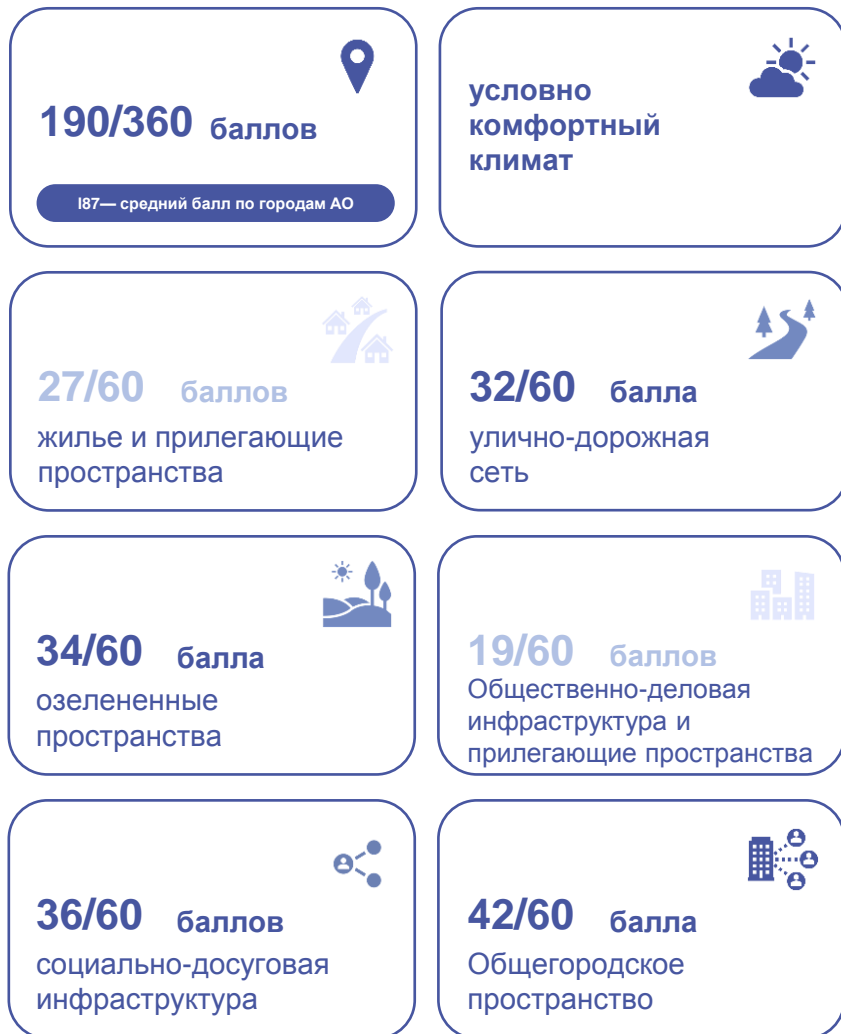 190/360 баллов
I87— средний балл по городам АО
условно
комфортный
климат
27/60 баллов
жилье и прилегающие
пространства
32/60 балла
улично-дорожная
сеть
34/60 балла
озелененные
пространства
19/60 баллов
Общественно-деловая
инфраструктура и
прилегающие пространства
36/60 баллов
социально-досуговая
инфраструктура
42/60 балла
Общегородское
пространство